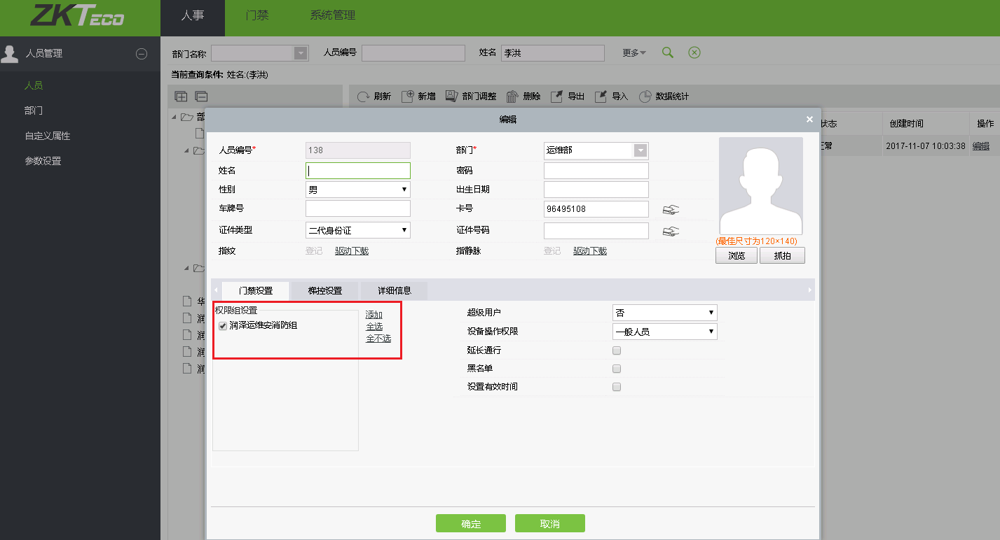 ZKTeco
人事 门禁 系统管理
人员管理
人员
部门
自定义属性
参数设置
部门名称 人员编号 姓名 李洪 更多
当前查询条件: 姓名:(李洪)
刷新 新增 部门调整 删除 导出 导入 数据统计
部
状态 创建时间 操作
正常 2017-11-07 10:03:38 编辑
华
润
润
润
润
编辑
人员编号* 138 部门* 运维部
姓名 密码
性别 男 出生日期
车牌号 卡号 96495108
证件类型 二代身份证 证件号码
指纹 登记 驱动下载 指静脉 登记 驱动下载
(最佳尺寸为120×140)
浏览 抓拍
门禁设置 梯控设置 详细信息
权限组设置
润泽运维安消防组
添加
全选
全不选
超级用户 否
设备操作权限 一般人员
延长通行
黑名单
设置有效时间
确定 取消